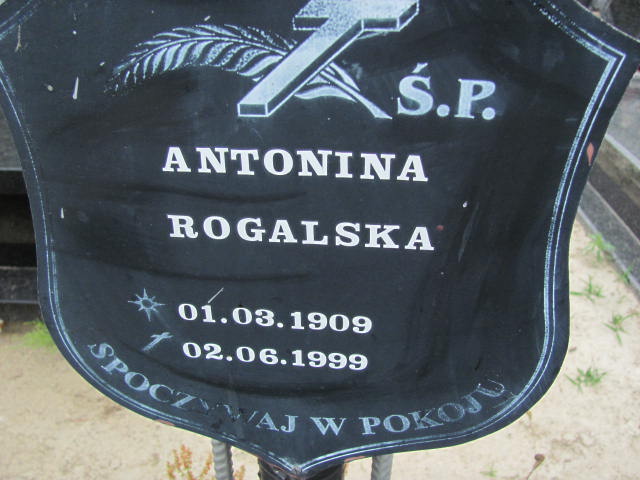 Ś.P.
ANTONINA
ROGALSKA
01.03.1909
02.06.1999
SPOCZYWAJ W POKOJU